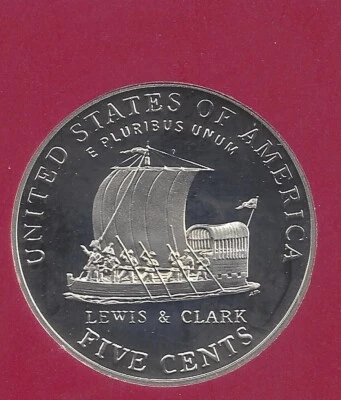 UNITED STATES OF AMERICA
E PLURIBUS UNUM
LEWIS & CLARK
FIVE CENTS